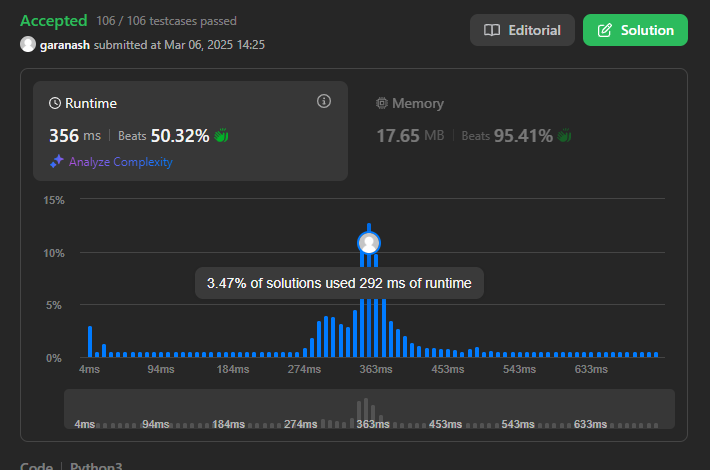 Accepted 106 / 106 testcases passed
garanash submitted at Mar 06, 2025 14:25
Editorial
Solution
Runtime
356 ms | Beats 50.32%
Analyze Complexity
Memory
17.65 MB | Beats 95.41%
15%
10%
3.47% of solutions used 292 ms of runtime
5%
0%
4ms 94ms 184ms 274ms 363ms 453ms 543ms 633ms
4ms 94ms 184ms 274ms 363ms 453ms 543ms 633ms
Code | Python3